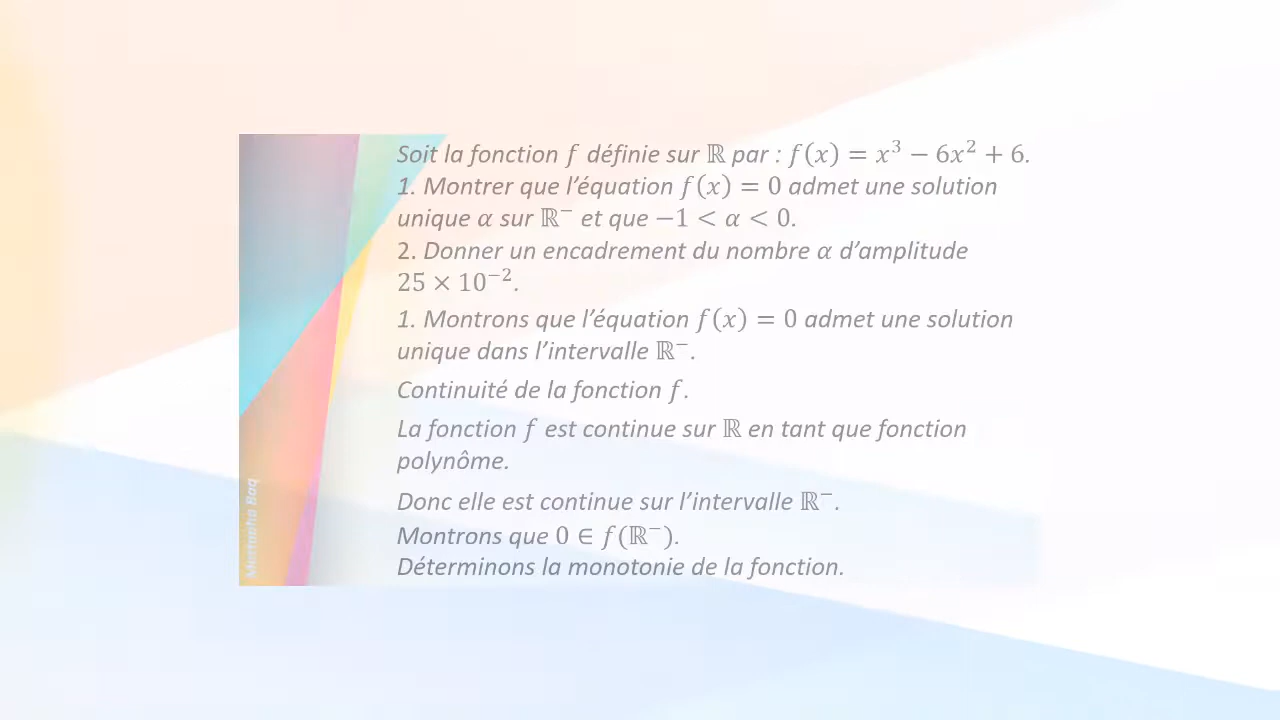 Soit la fonction f définie sur ℝ par : f(x) = x³ − 6x² + 6.
1. Montrer que l’équation f(x) = 0 admet une solution
unique α sur ℝ⁻ et que −1 < α < 0.
2. Donner un encadrement du nombre α d’amplitude
25 × 10⁻².
1. Montrons que l’équation f(x) = 0 admet une solution
unique dans l’intervalle ℝ⁻.
Continuité de la fonction f.
La fonction f est continue sur ℝ en tant que fonction
polynôme.
Donc elle est continue sur l’intervalle ℝ⁻.
Montrons que 0 ∈ f(ℝ⁻).
Déterminons la monotonie de la fonction.
Mustapha Baq